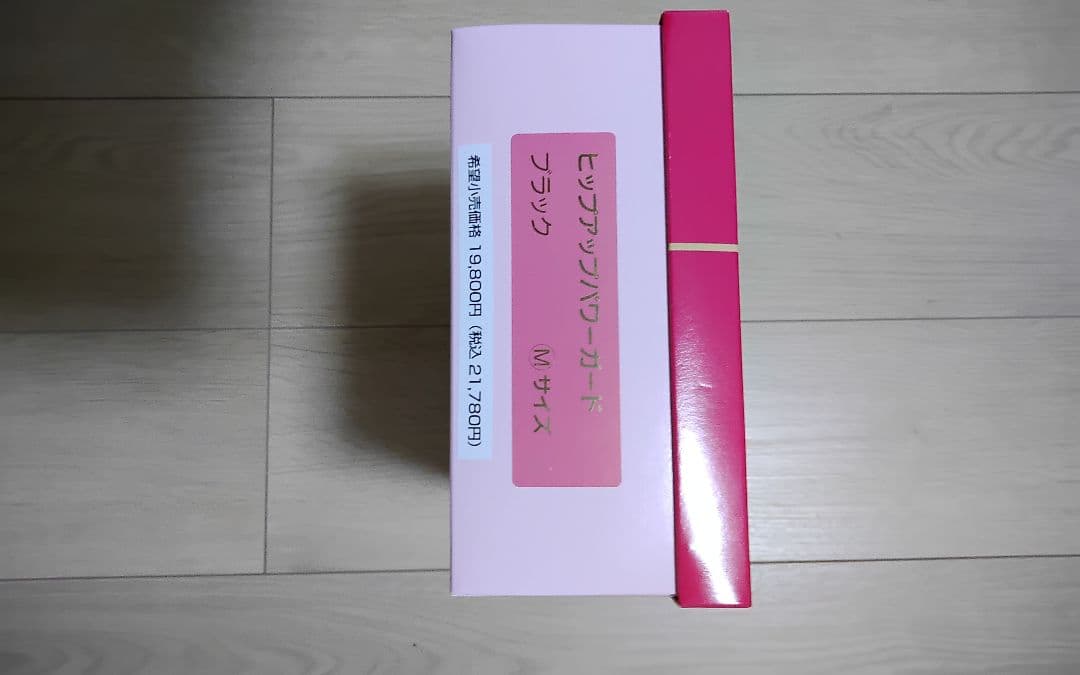 ヒップアップパワーガード
ブラック Ⓜサイズ
希望小売価格 19,800円（税込 21,780円）